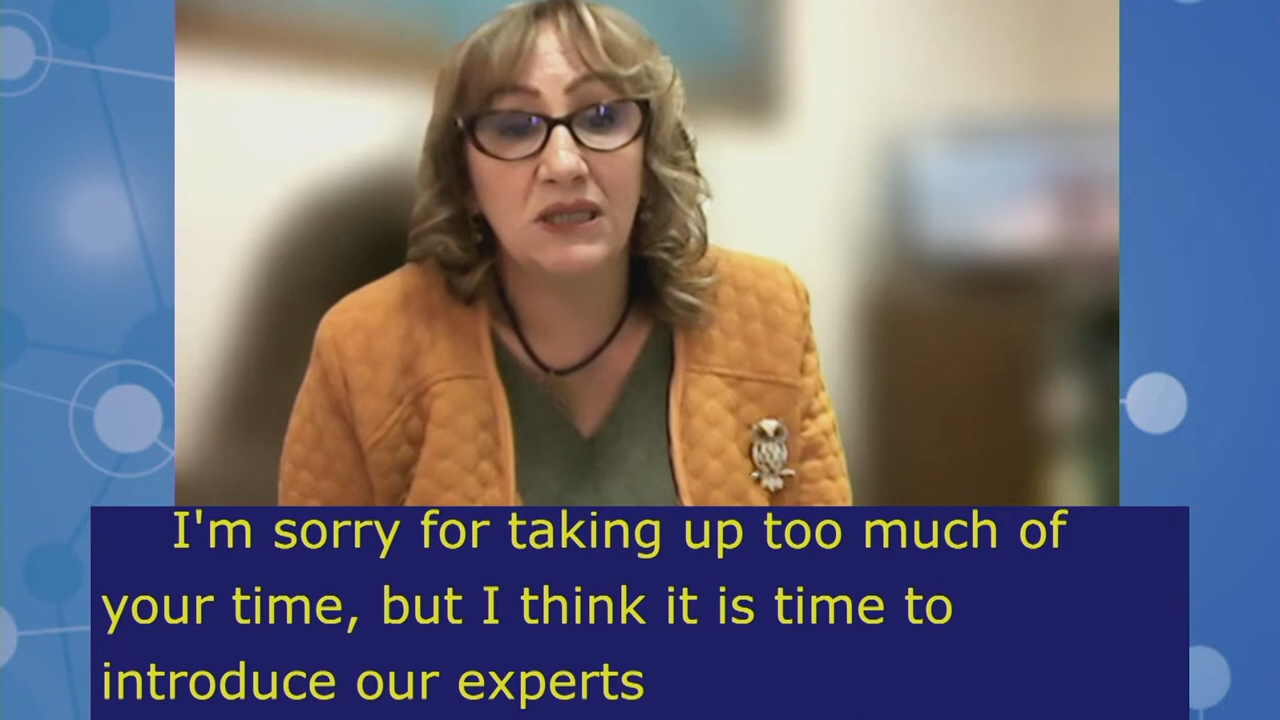 I'm sorry for taking up too much of
your time, but I think it is time to
introduce our experts